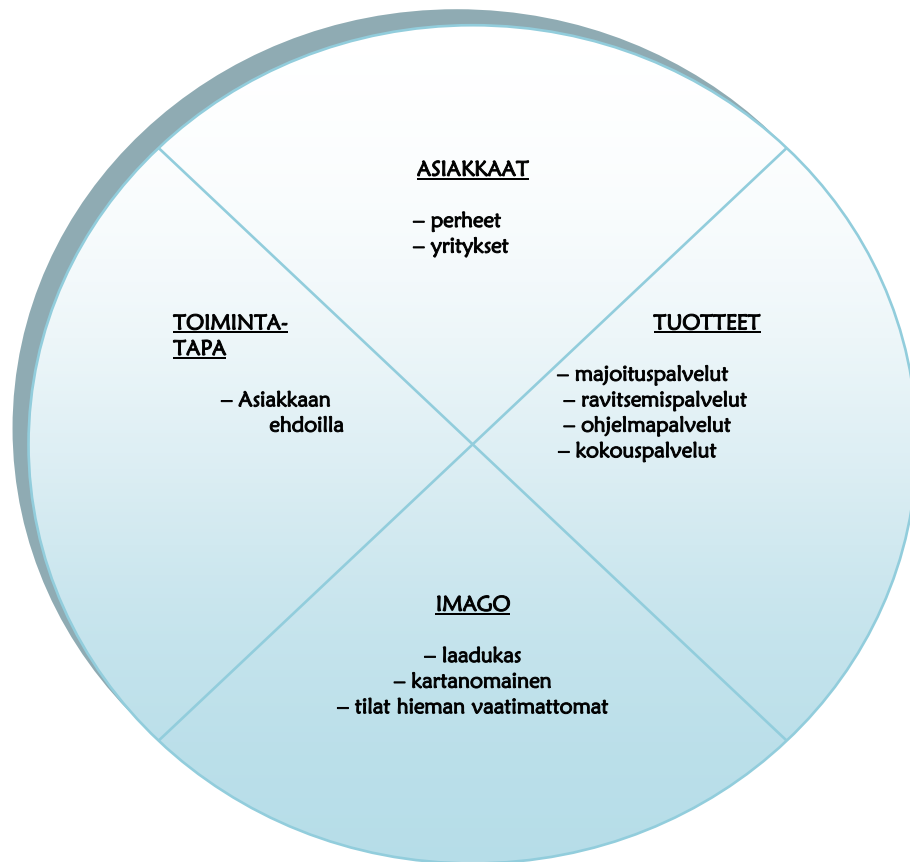 ASIAKKAAT
– perheet
– yritykset
TOIMINTA-
TAPA
– Asiakkaan
ehdoilla
TUOTTEET
– majoituspalvelut
– ravitsemispalvelut
– ohjelmapalvelut
– kokouspalvelut
IMAGO
– laadukas
– kartanomainen
– tilat hieman vaatimattomat